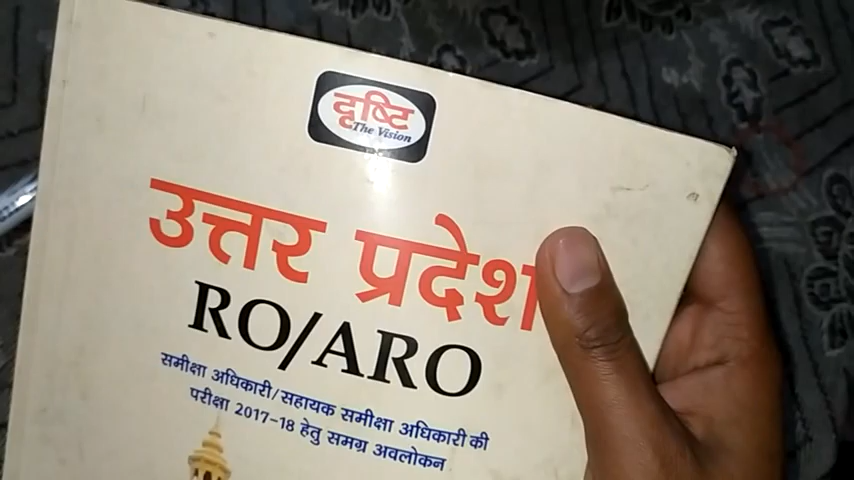 दृष्टि
The Vision
उत्तर प्रदेश
RO/ARO
समीक्षा अधिकारी/सहायक समीक्षा अधिकारी की
परीक्षा 2017-18 हेतु समग्र अवलोकन